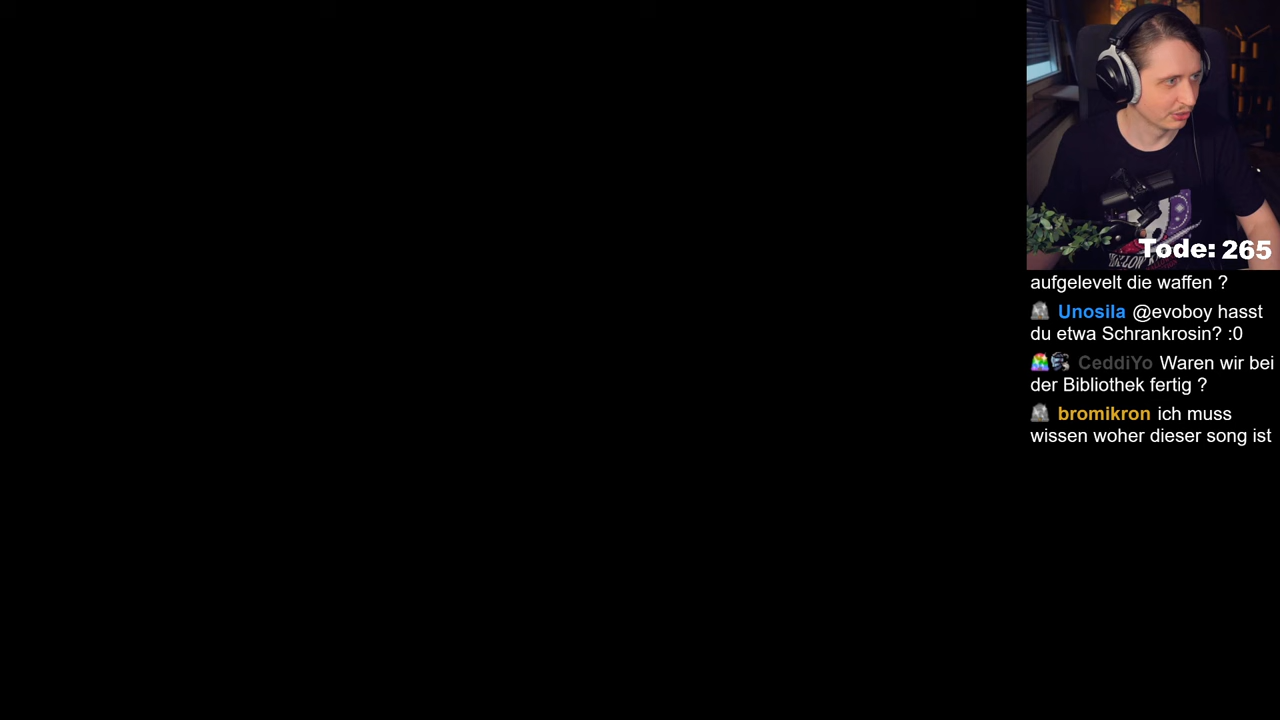 Tode: 265
aufgelevelt die waffen ?
Unosila @evoboy hasst
du etwa Schrankrosin? :0
CeddiYo Waren wir bei
der Bibliothek fertig ?
bromikron ich muss
wissen woher dieser song ist